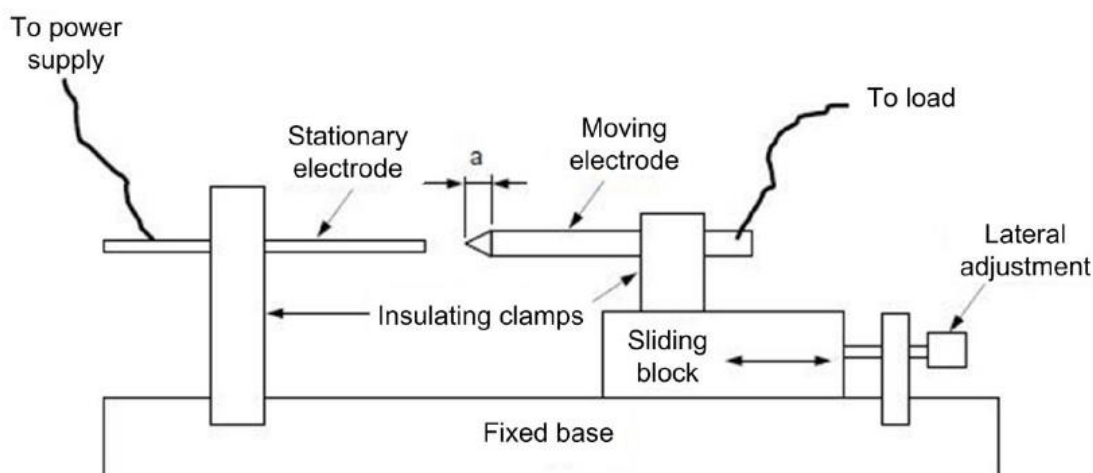 To power
supply
Stationary
electrode
a
Moving
electrode
To load
Lateral
adjustment
Insulating clamps
Sliding
block
Fixed base